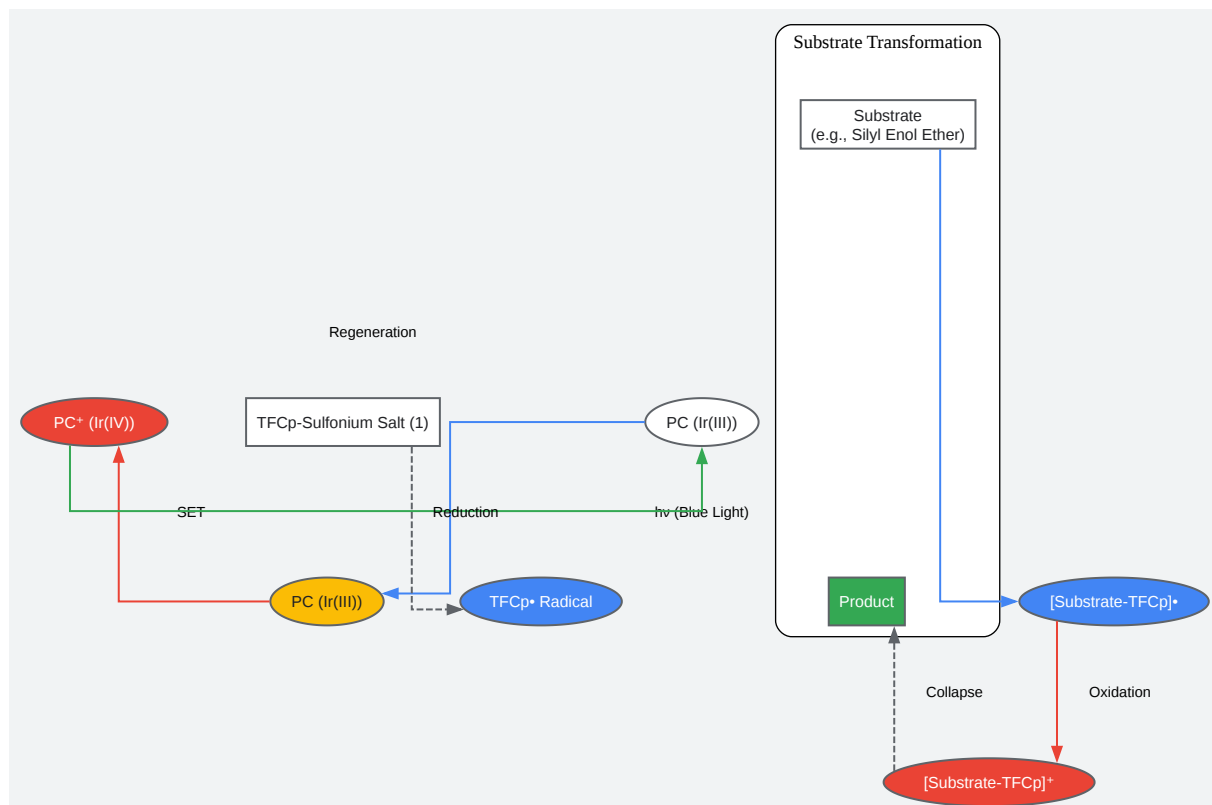 Substrate Transformation
Substrate
(e.g., Silyl Enol Ether)
Regeneration
PC⁺ (Ir(IV))
TFCp-Sulfonium Salt (1)
PC (Ir(III))
SET
Reduction
hν (Blue Light)
PC (Ir(III))
TFCp• Radical
Product
[Substrate-TFCp]•
Collapse
Oxidation
[Substrate-TFCp]⁺